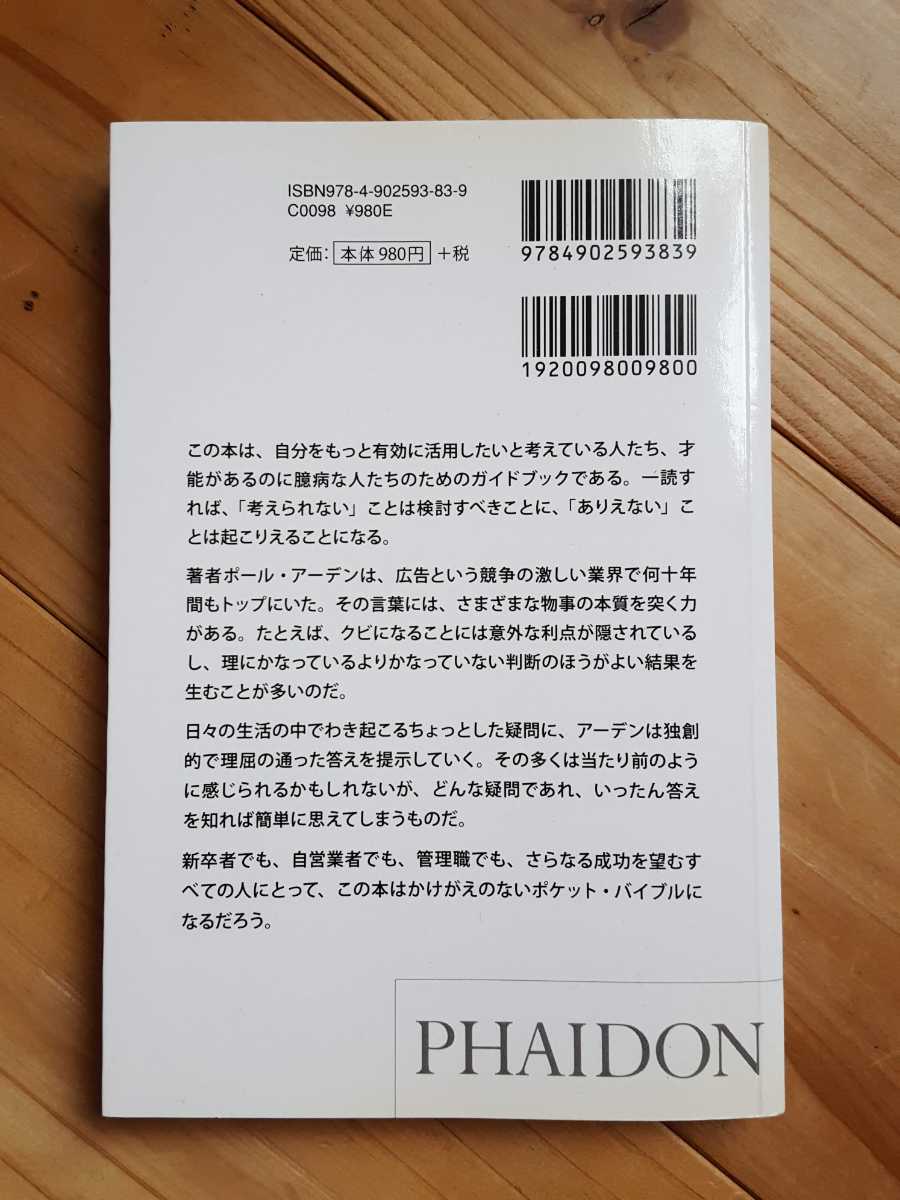 ISBN978-4-902593-83-9
C0098 ¥980E
定価：本体980円＋税
9784902593839
1920098009800
この本は、自分をもっと有効に活用したいと考えている人たち、才
能があるのに臆病な人たちのためのガイドブックである。一読す
れば、「考えられない」ことは検討すべきことに、「ありえない」こ
とは起こりえることになる。
著者ポール・アーデンは、広告という競争の激しい業界で何十年
間もトップにいた。その言葉には、さまざまな物事の本質を突く力
がある。たとえば、クビになることには意外な利点が隠されている
し、理にかなっているよりかなっていない判断のほうがよい結果を
生むことが多いのだ。
日々の生活の中でわき起こるちょっとした疑問に、アーデンは独創
的で理屈の通った答えを提示していく。その多くは当たり前のよう
に感じられるかもしれないが、どんな疑問であれ、いったん答え
を知れば簡単に思えてしまうものだ。
新卒者でも、自営業者でも、管理職でも、さらなる成功を望むす
べての人にとって、この本はかけがえのないポケット・バイブルに
なるだろう。
PHAIDON